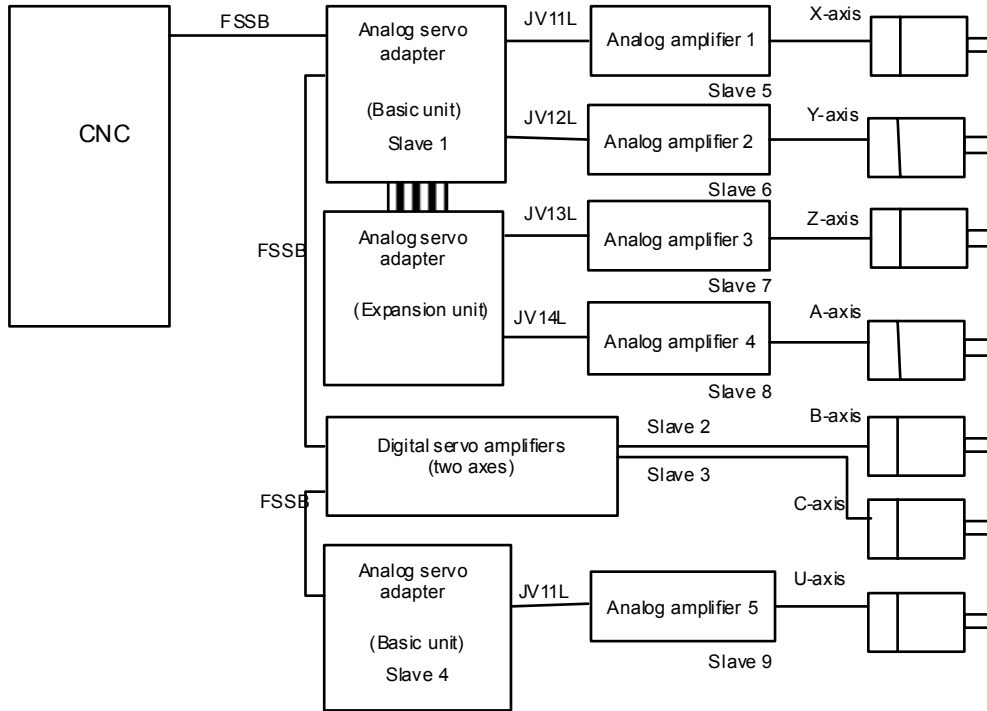 FSSB
CNC
Analog servo
adapter
(Basic unit)
Slave 1
JV11L
Analog amplifier 1
Slave 5
X-axis
JV12L
Analog amplifier 2
Slave 6
Y-axis
FSSB
Analog servo
adapter
(Expansion unit)
JV13L
Analog amplifier 3
Slave 7
Z-axis
JV14L
Analog amplifier 4
Slave 8
A-axis
Digital servo amplifiers
(two axes)
Slave 2
B-axis
Slave 3
C-axis
FSSB
Analog servo
adapter
(Basic unit)
Slave 4
JV11L
Analog amplifier 5
Slave 9
U-axis